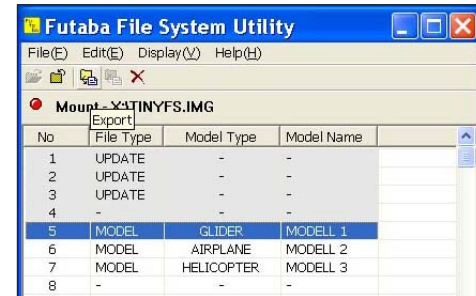 Futaba File System Utility
File(F) Edit(E) Display(V) Help(H)
Mount - X:\TINYFS.IMG
Export
No File Type Model Type Model Name
1 UPDATE - -
2 UPDATE - -
3 UPDATE - -
4 - - -
5 MODEL GLIDER MODELL 1
6 MODEL AIRPLANE MODELL 2
7 MODEL HELICOPTER MODELL 3
8 - - -